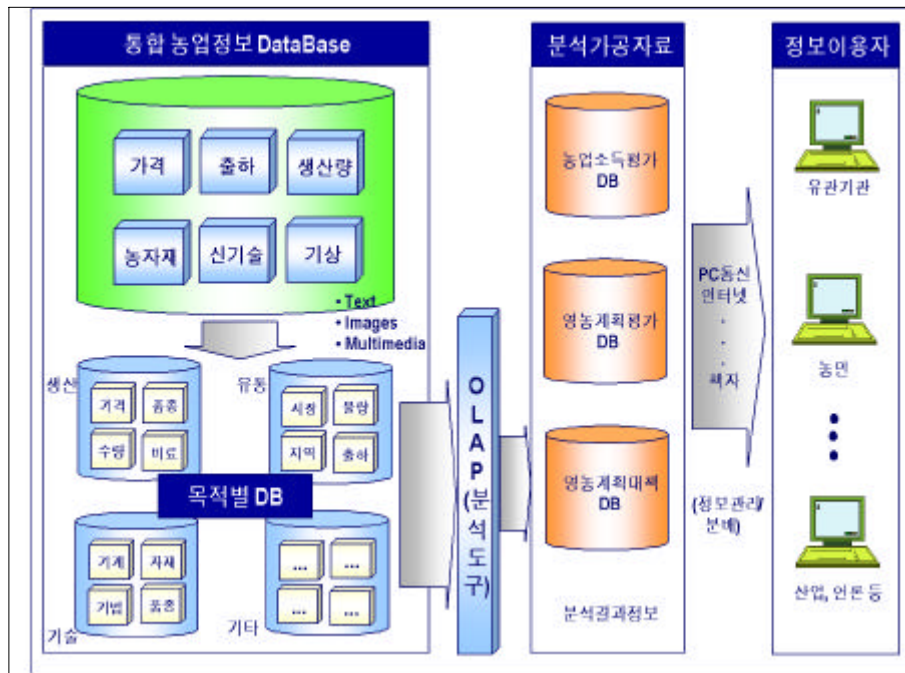 통합 농업정보 DataBase
가격
출하
생산량
농자재
신기술
기상
• Text
• Images
• Multimedia
생산
가격
품종
수량
비료
유통
시장
물량
지역
출하
목적별 DB
기계
자재
기법
품종
기술
...
...
...
...
기타
OLAP(분석도구)
분석가공자료
농업소득평가
DB
영농계획평가
DB
영농계획대책
DB
분석결과정보
PC통신
인터넷
.
.
.
책자
(정보관리/
분배)
정보이용자
유관기관
농민
산업, 언론 등